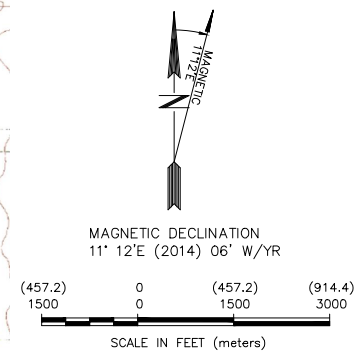 MAGNETIC
11°12'E
N
MAGNETIC DECLINATION
11° 12'E (2014) 06' W/YR
(457.2) 0 (457.2) (914.4)
1500 0 1500 3000
SCALE IN FEET (meters)